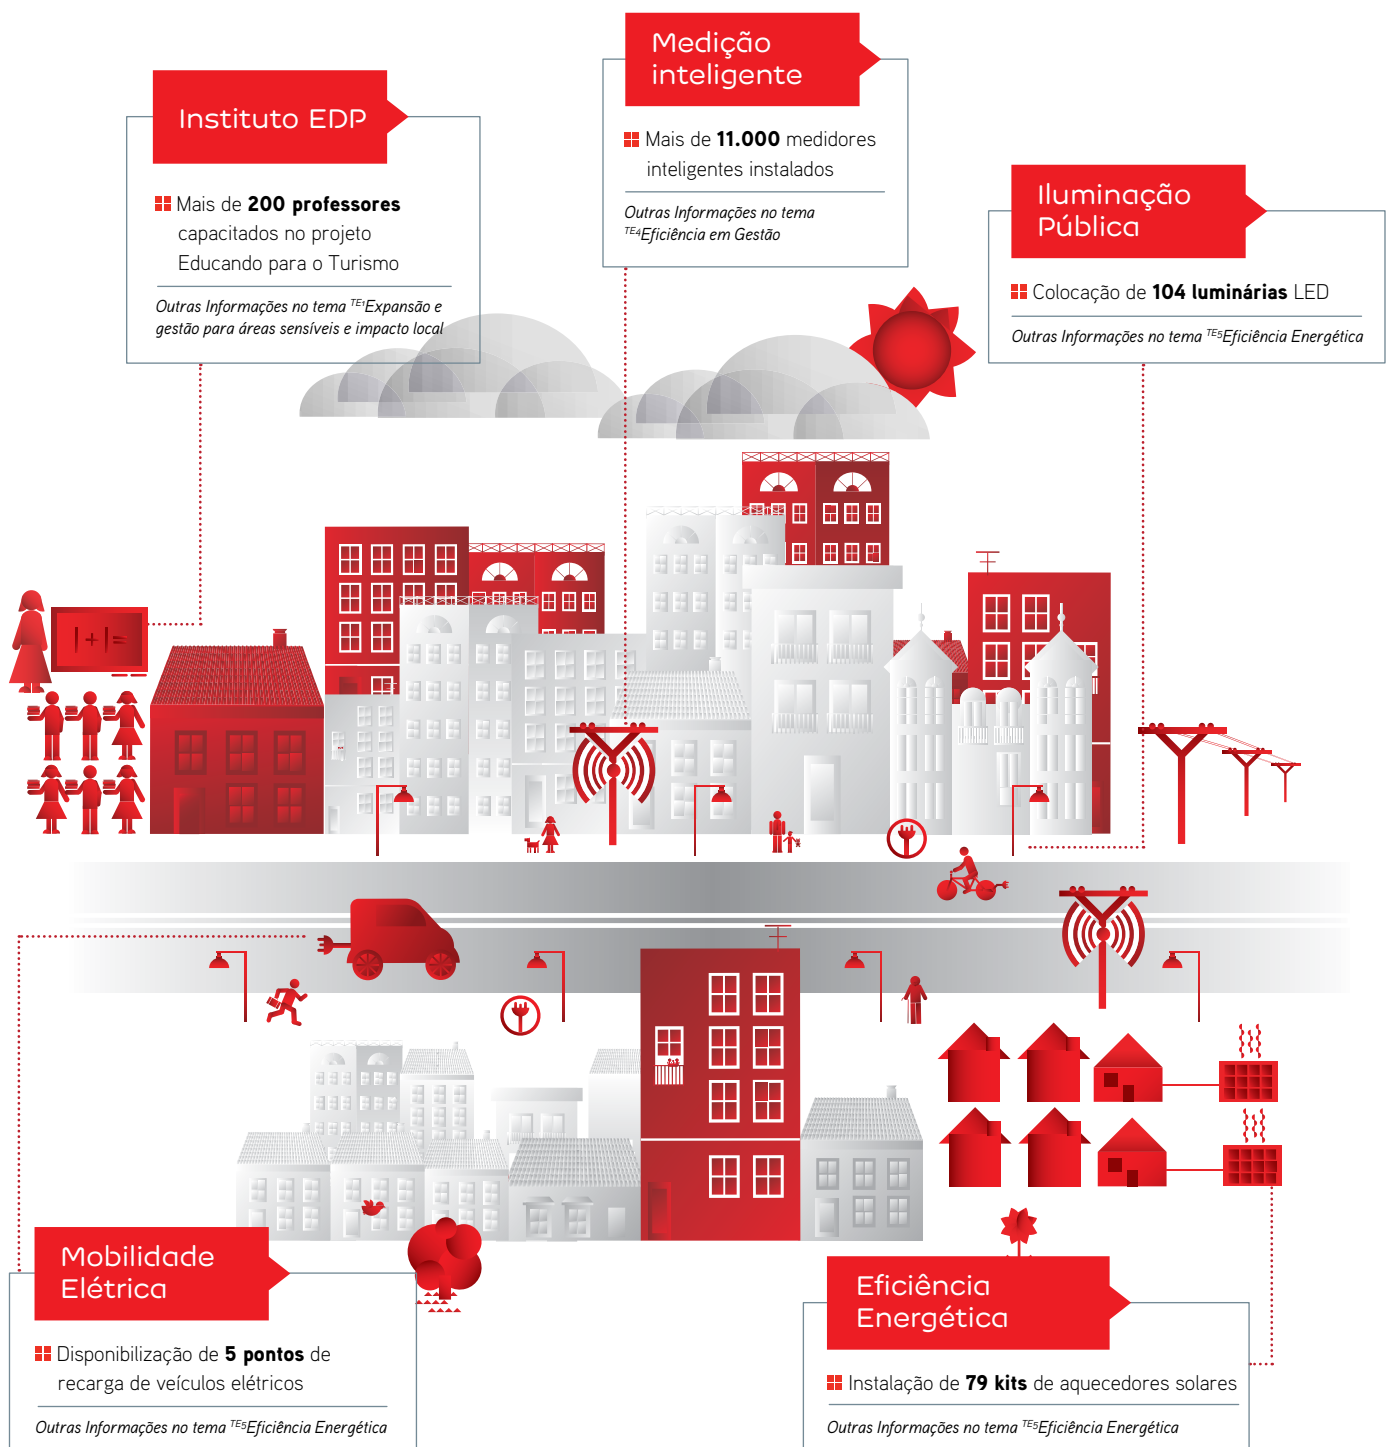 Instituto EDP
Mais de 200 professores
capacitados no projeto
Educando para o Turismo
Outras Informações no tema TE1Expansão e
gestão para áreas sensíveis e impacto local
Medição
inteligente
Mais de 11.000 medidores
inteligentes instalados
Outras Informações no tema
TE4Eficiência em Gestão
Iluminação
Pública
Colocação de 104 luminárias LED
Outras Informações no tema TE5Eficiência Energética
1+1=
Mobilidade
Elétrica
Disponibilização de 5 pontos de
recarga de veículos elétricos
Outras Informações no tema TE5Eficiência Energética
Eficiência
Energética
Instalação de 79 kits de aquecedores solares
Outras Informações no tema TE5Eficiência Energética